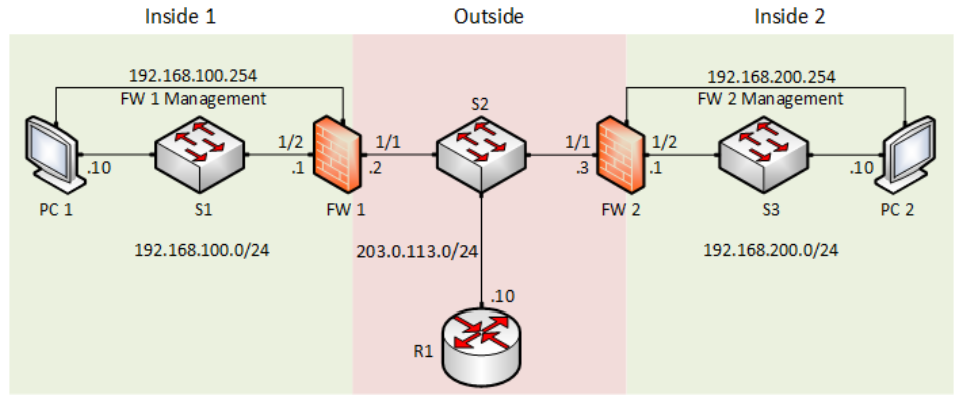 Inside 1
Outside
Inside 2
192.168.100.254
FW 1 Management
192.168.200.254
FW 2 Management
S2
1/2
1/1
1/1
1/2
.10
.1
.2
.3
.1
.10
PC 1
S1
FW 1
FW 2
S3
PC 2
192.168.100.0/24
203.0.113.0/24
192.168.200.0/24
.10
R1